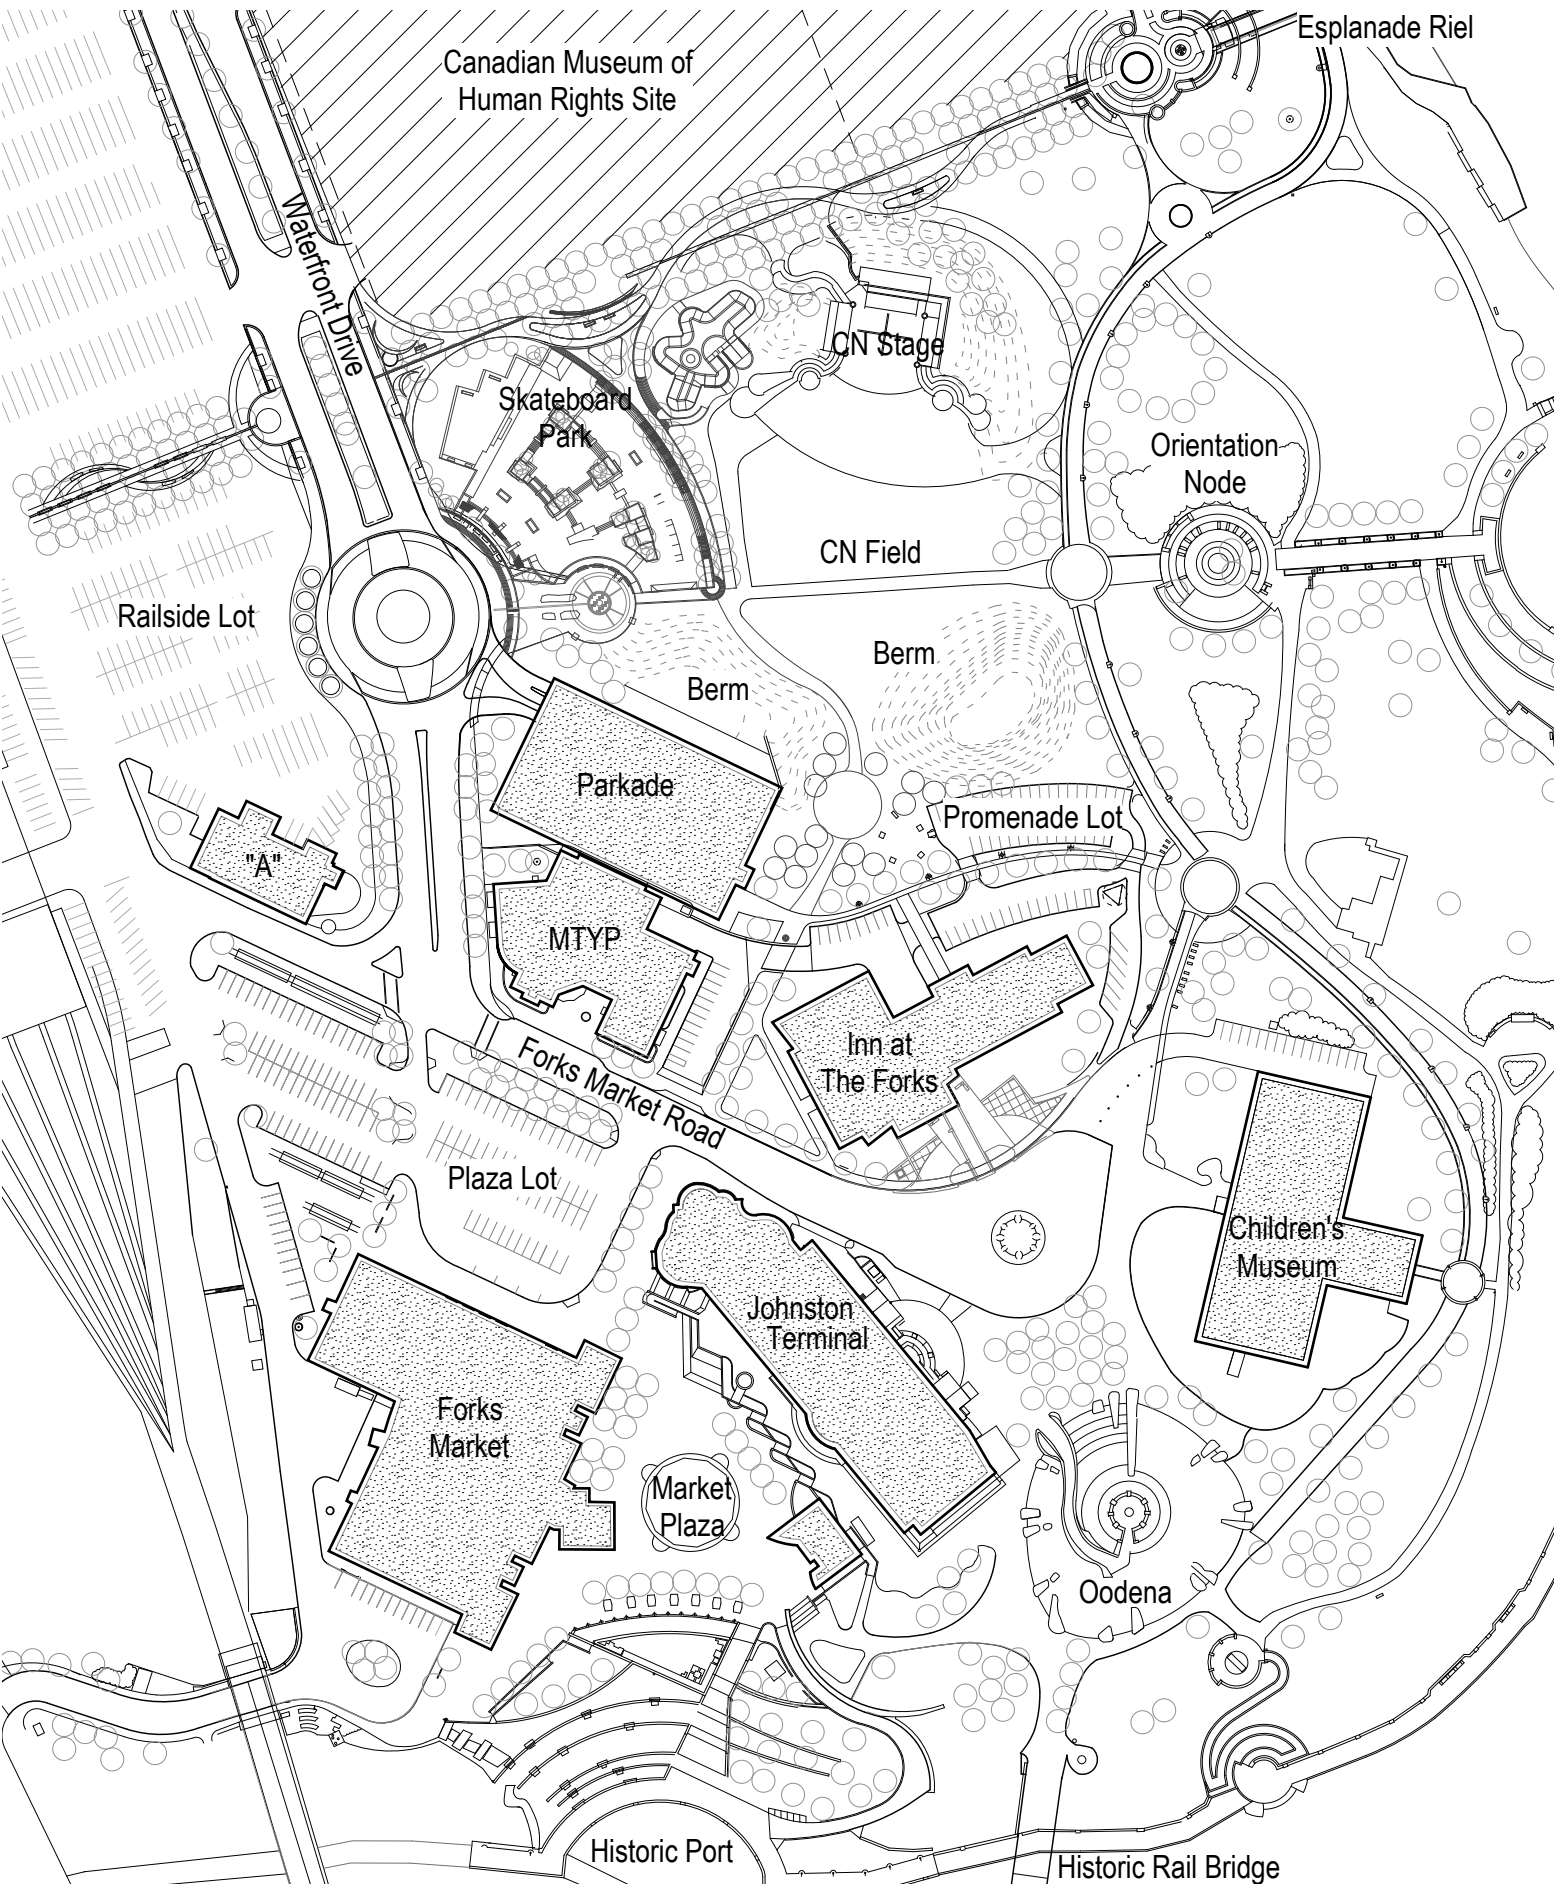 Esplanade Riel
Canadian Museum of
Human Rights Site
Waterfront Drive
CN Stage
Skateboard
Park
Orientation
Node
CN Field
Railside Lot
Berm
Berm
Parkade
Promenade Lot
"A"
MTYP
Inn at
The Forks
Forks Market Road
Plaza Lot
Children's
Museum
Johnston
Terminal
Forks
Market
Market
Plaza
Oodena
Historic Port
Historic Rail Bridge